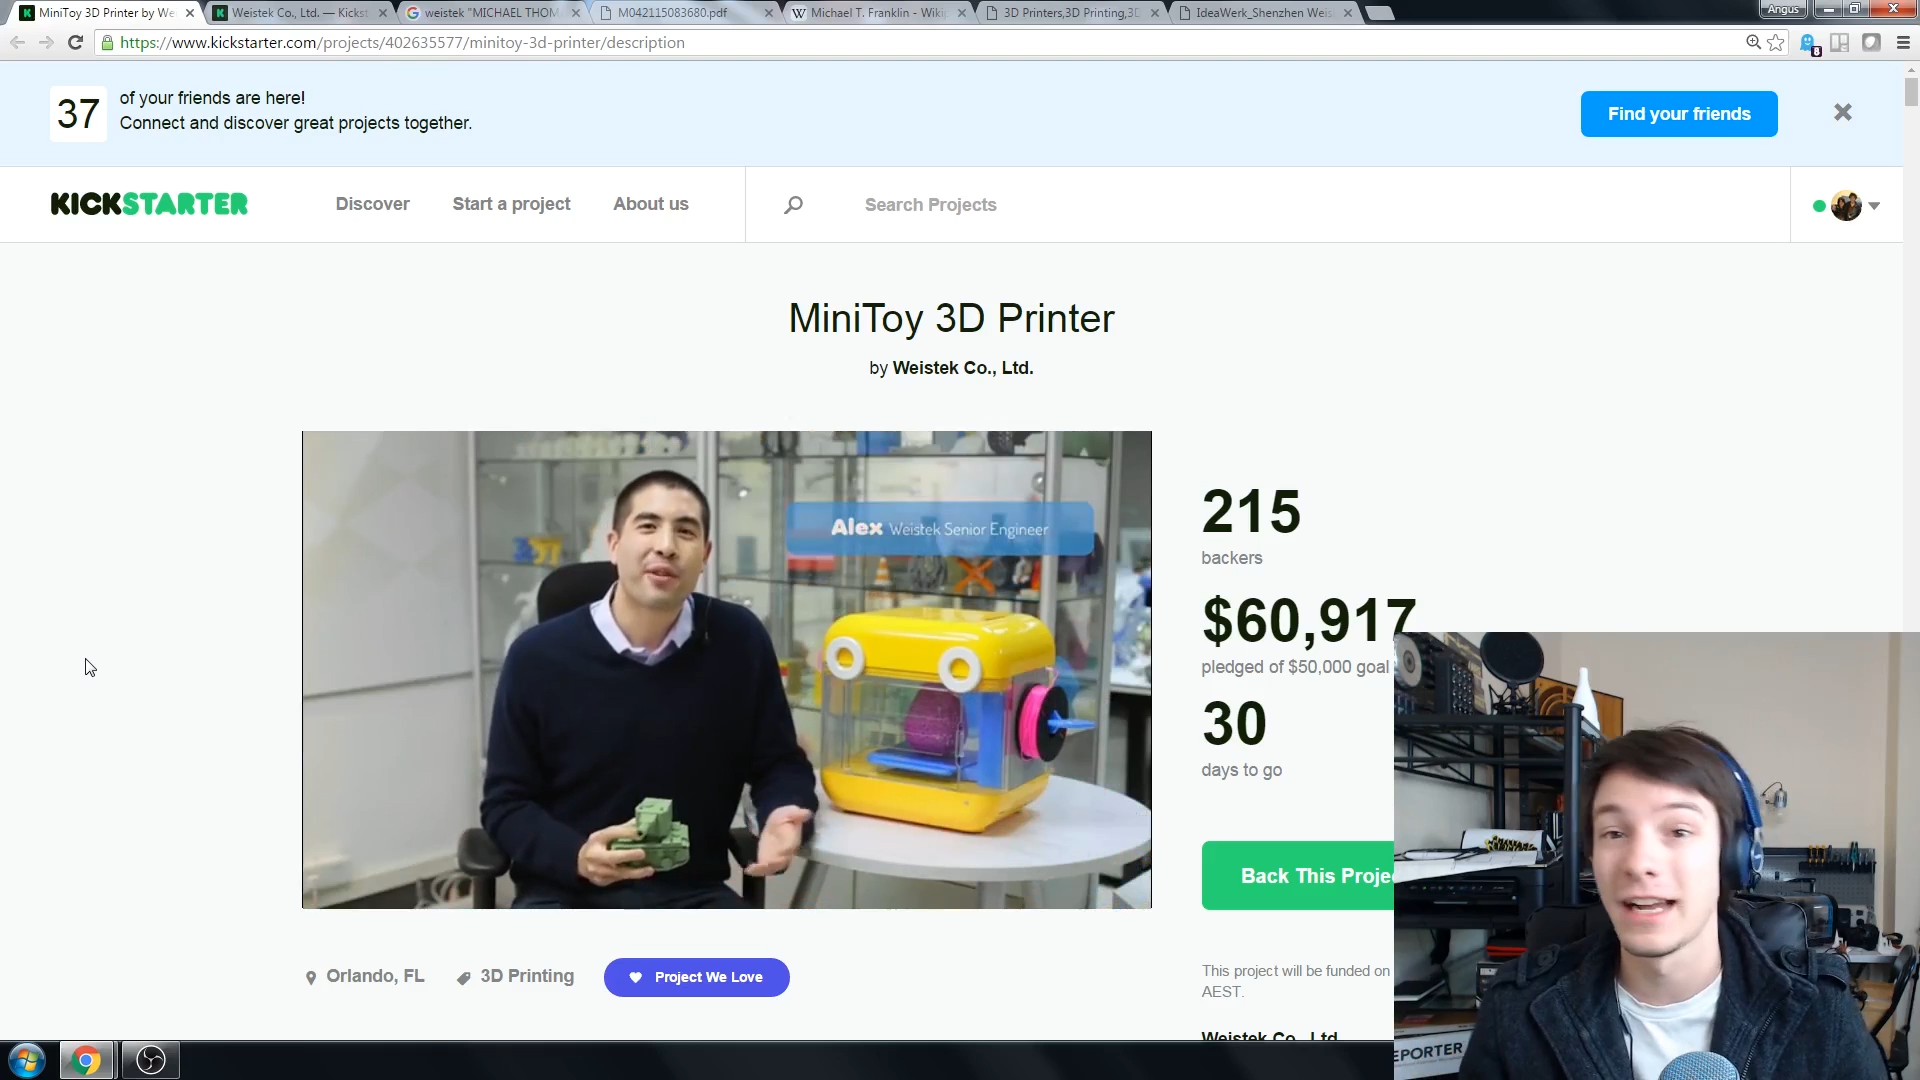 MiniToy 3D Printer by We
Weistek Co., Ltd. — Kickst
weistek "MICHAEL THOM
M042115083680.pdf
Michael T. Franklin - Wiki
3D Printers,3D Printing,3D
IdeaWerk_Shenzhen Weis
Angus
https://www.kickstarter.com/projects/402635577/minitoy-3d-printer/description
8
37
of your friends are here!
Connect and discover great projects together.
Find your friends
KICKSTARTER
Discover
Start a project
About us
Search Projects
MiniToy 3D Printer
by Weistek Co., Ltd.
Alex Weistek Senior Engineer
215
backers
$60,917
pledged of $50,000 goal
30
days to go
Back This Projec
Orlando, FL
3D Printing
Project We Love
This project will be funded on
AEST.
Weistek Co., Ltd.
EPORTER